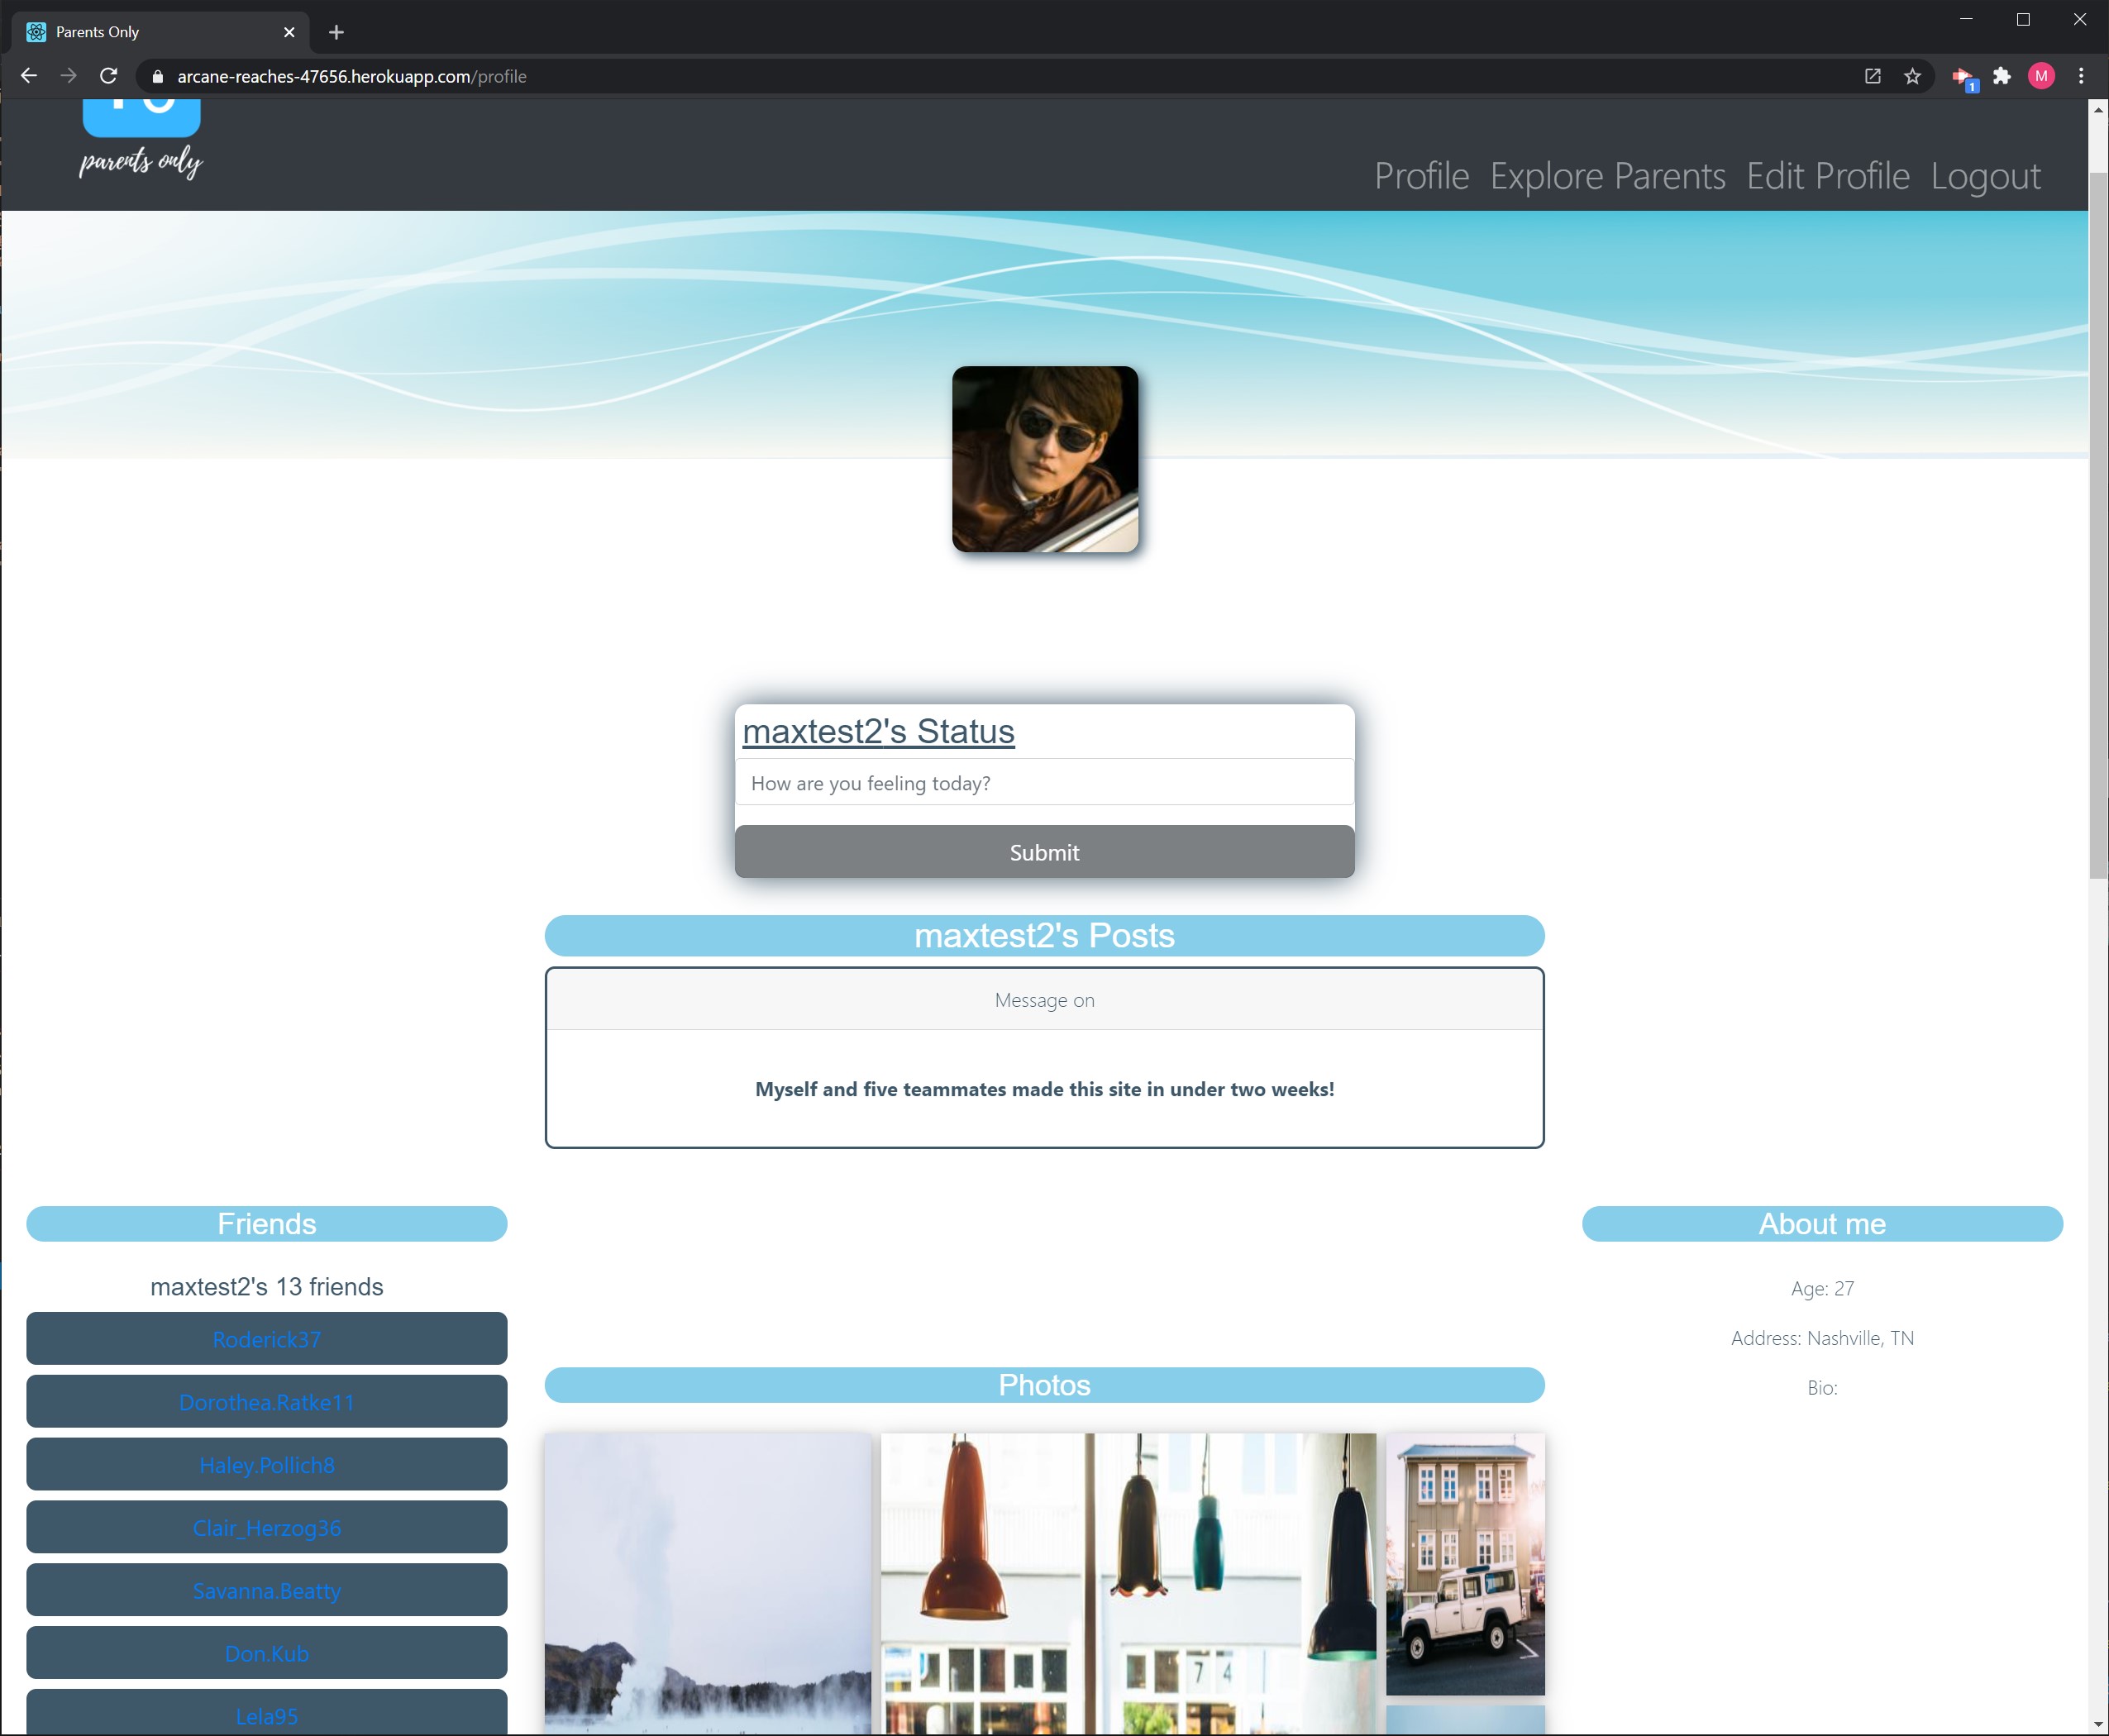 Parents Only
arcane-reaches-47656.herokuapp.com/profile
1
M
parents only
Profile Explore Parents Edit Profile Logout
maxtest2's Status
How are you feeling today?
Submit
maxtest2's Posts
Message on
Myself and five teammates made this site in under two weeks!
Friends
maxtest2's 13 friends
Roderick37
Dorothea.Ratke11
Haley.Pollich8
Clair_Herzog36
Savanna.Beatty
Don.Kub
Lela95
About me
Age: 27
Address: Nashville, TN
Bio:
Photos
7 4